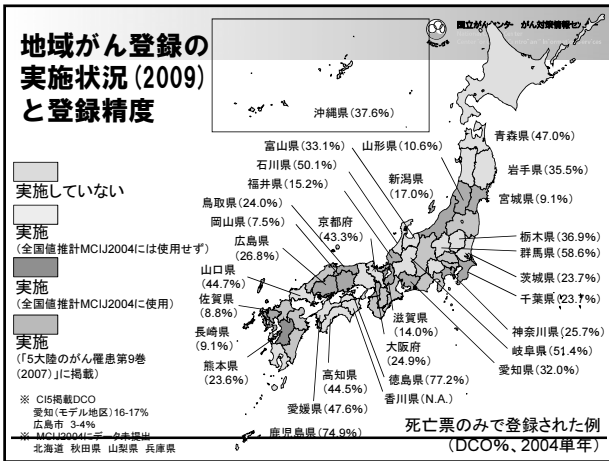 地域がん登録の
実施状況(2009)
と登録精度
国立がんセンター がん対策情報センター
沖縄県(37.6%)
青森県(47.0%)
富山県(33.1%)
山形県(10.6%)
石川県(50.1%)
岩手県(35.5%)
福井県(15.2%)
新潟県
(17.0%)
宮城県(9.1%)
鳥取県(24.0%)
岡山県(7.5%)
京都府
(43.3%)
栃木県(36.9%)
群馬県(58.6%)
広島県
(26.8%)
茨城県(23.7%)
山口県
(44.7%)
千葉県(23.7%)
佐賀県
(8.8%)
滋賀県
(14.0%)
神奈川県(25.7%)
長崎県
(9.1%)
大阪府
(24.9%)
岐阜県(51.4%)
愛知県(32.0%)
熊本県
(23.6%)
高知県
(44.5%)
徳島県(77.2%)
香川県(N.A.)
愛媛県(47.6%)
鹿児島県(74.9%)
実施していない
実施
(全国値推計MCIJ2004には使用せず)
実施
(全国値推計MCIJ2004に使用)
実施
(「5大陸のがん罹患第9巻
(2007)」に掲載)
※ CI5掲載DCO
愛知(モデル地区)16-17%
広島市 3-4%
※ MCIJ2004にデータ未提出
北海道 秋田県 山梨県 兵庫県
死亡票のみで登録された例
(DCO%、2004単年)